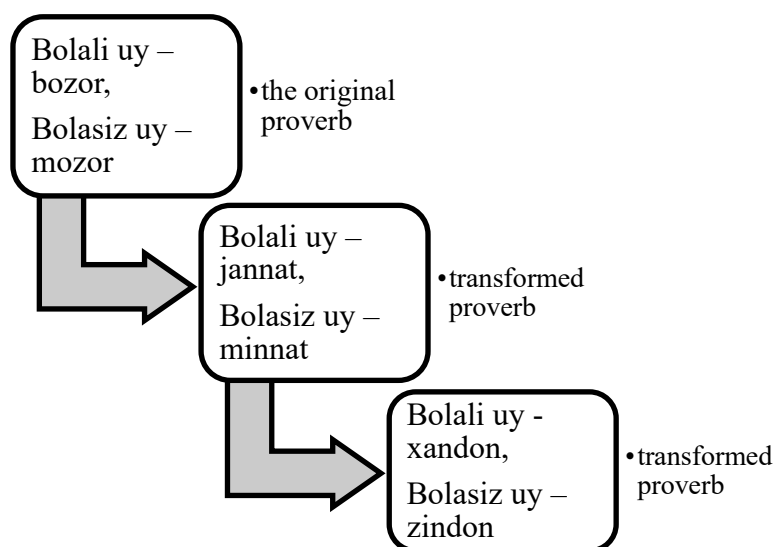 Bolali uy –
bozor,
Bolasiz uy –
mozor
•the original
proverb
Bolali uy –
jannat,
Bolasiz uy –
minnat
•transformed
proverb
Bolali uy -
xandon,
Bolasiz uy –
zindon
•transformed
proverb